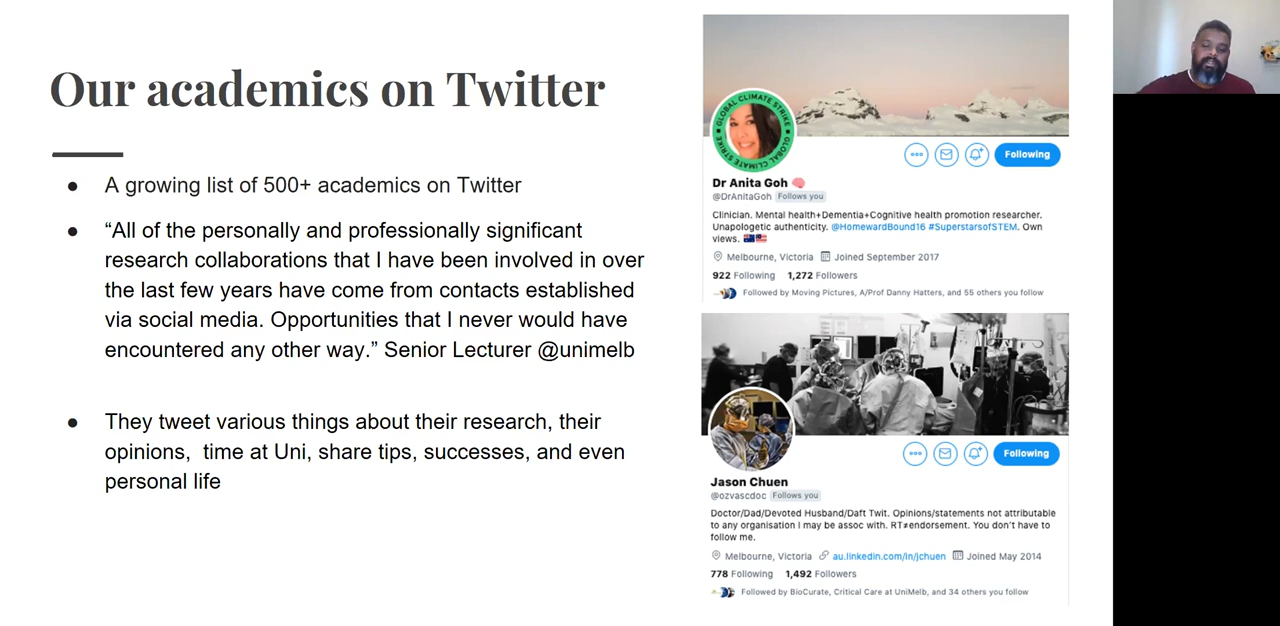 Our academics on Twitter
● A growing list of 500+ academics on Twitter
● “All of the personally and professionally significant
research collaborations that I have been involved in over
the last few years have come from contacts established
via social media. Opportunities that I never would have
encountered any other way.” Senior Lecturer @unimelb
● They tweet various things about their research, their
opinions,  time at Uni, share tips, successes, and even
personal life
GLOBAL CLIMATE STRIKE GLOBAL CLIMATE STRIKE
Following
Dr Anita Goh
@DrAnitaGoh Follows you
Clinician. Mental health+Dementia+Cognitive health promotion researcher.
Unapologetic authenticity. @HomewardBound16 #SuperstarsofSTEM. Own
views.
Melbourne, Victoria Joined September 2017
922 Following 1,272 Followers
Followed by Moving Pictures, A/Prof Danny Hatters, and 55 others you follow
Following
Jason Chuen
@ozvascdoc Follows you
Doctor/Dad/Devoted Husband/Daft Twit. Opinions/statements not attributable
to any organisation I may be assoc with. RT≠endorsement. You don't have to
follow me.
Melbourne, Victoria au.linkedin.com/in/jchuen Joined May 2014
778 Following 1,492 Followers
Followed by BioCurate, Critical Care at UniMelb, and 34 others you follow